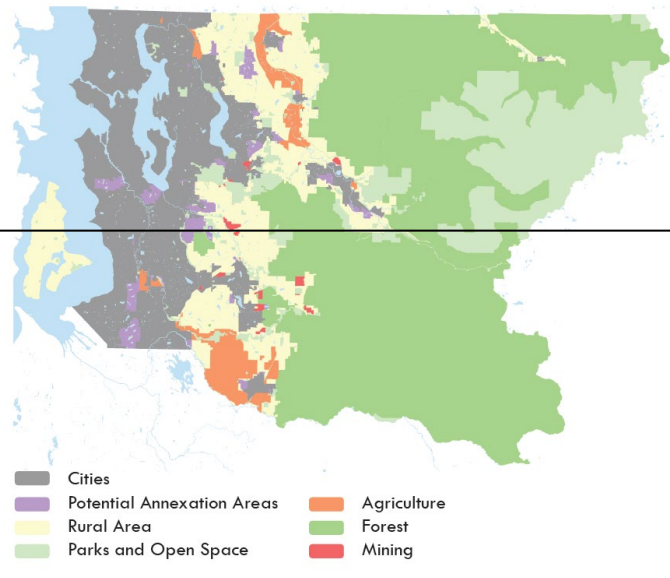 Cities
Potential Annexation Areas
Rural Area
Parks and Open Space
Agriculture
Forest
Mining